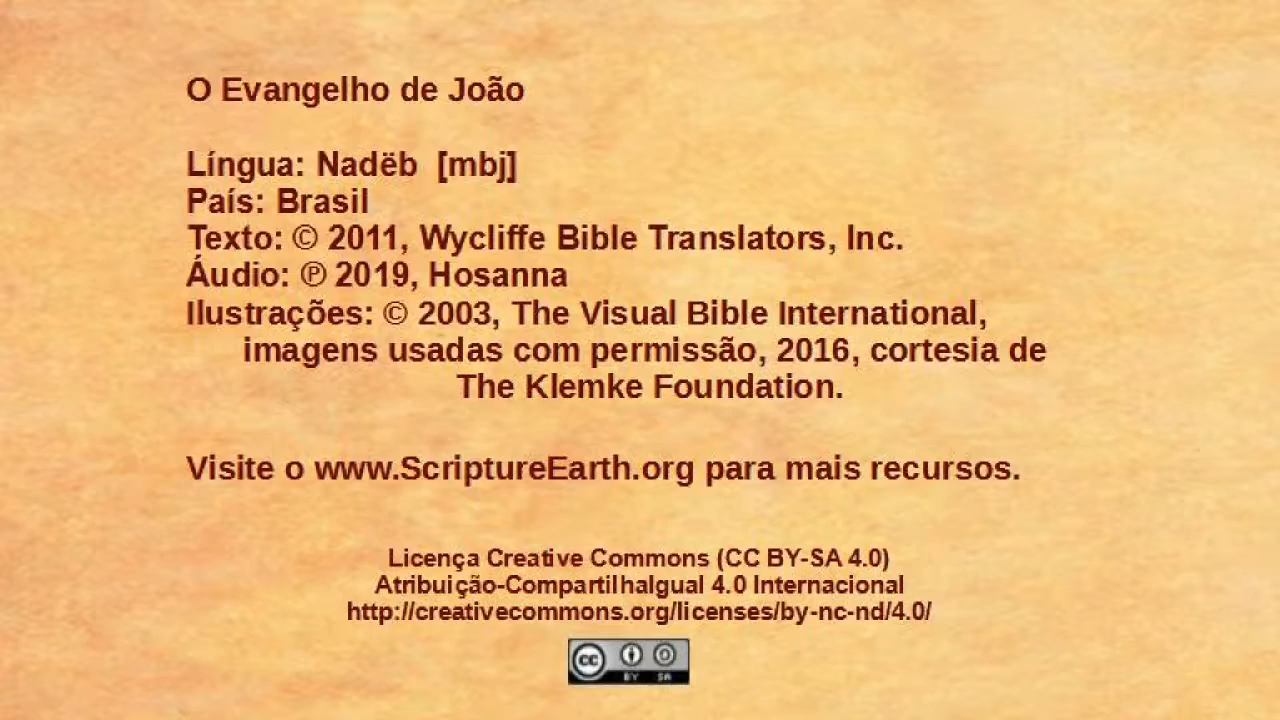 O Evangelho de João
Língua: Nadëb [mbj]
País: Brasil
Texto: © 2011, Wycliffe Bible Translators, Inc.
Áudio: ℗ 2019, Hosanna
Ilustrações: © 2003, The Visual Bible International,
imagens usadas com permissão, 2016, cortesia de
The Klemke Foundation.
Visite o www.ScriptureEarth.org para mais recursos.
Licença Creative Commons (CC BY-SA 4.0)
Atribuição-CompartilhaIgual 4.0 Internacional
http://creativecommons.org/licenses/by-nc-nd/4.0/
cc BY SA